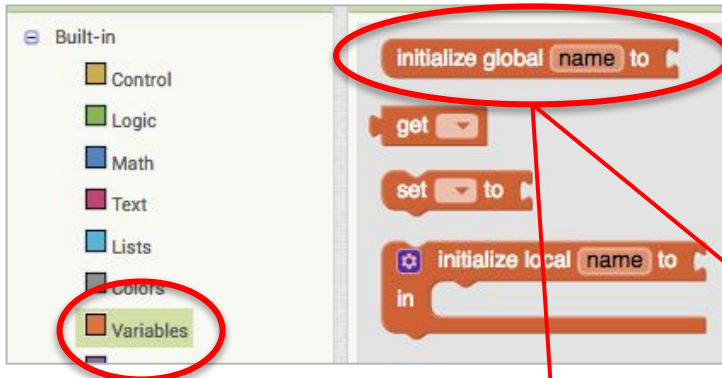 Built-in
Control
Logic
Math
Text
Lists
Colors
Variables
initialize global name to
get
set to
initialize local name to
in